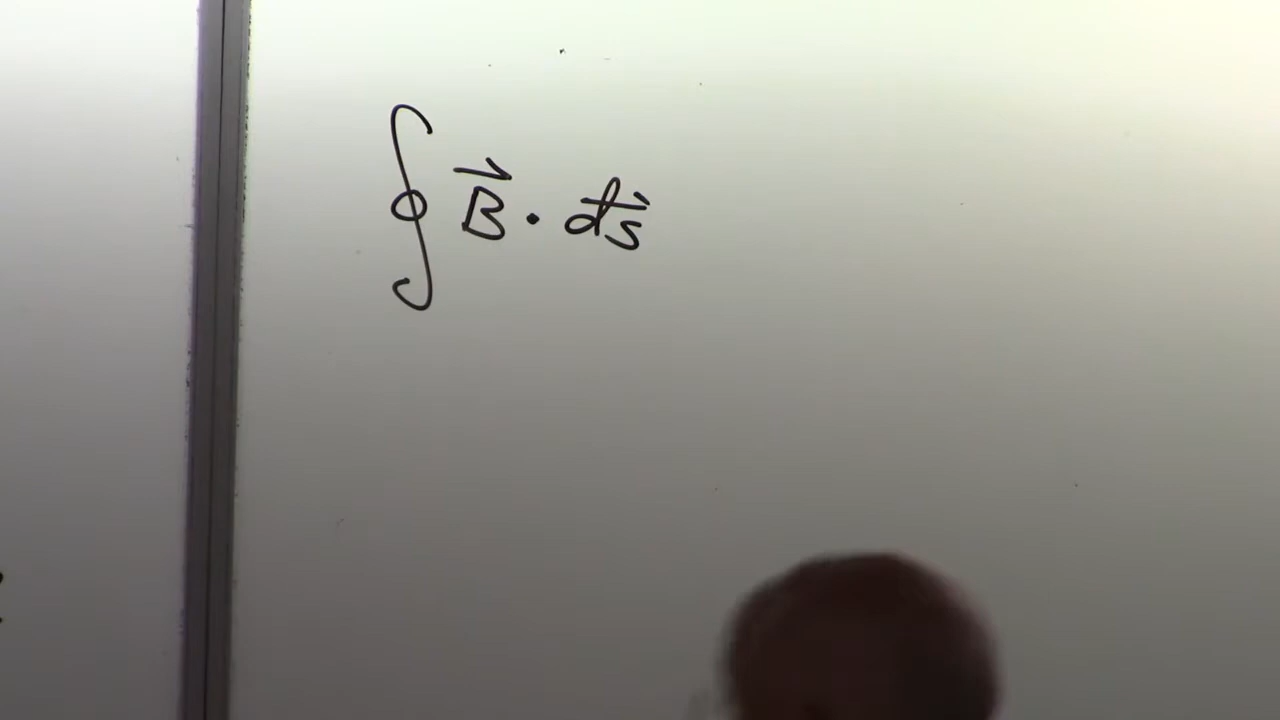 ∮ B⃗ · ds⃗